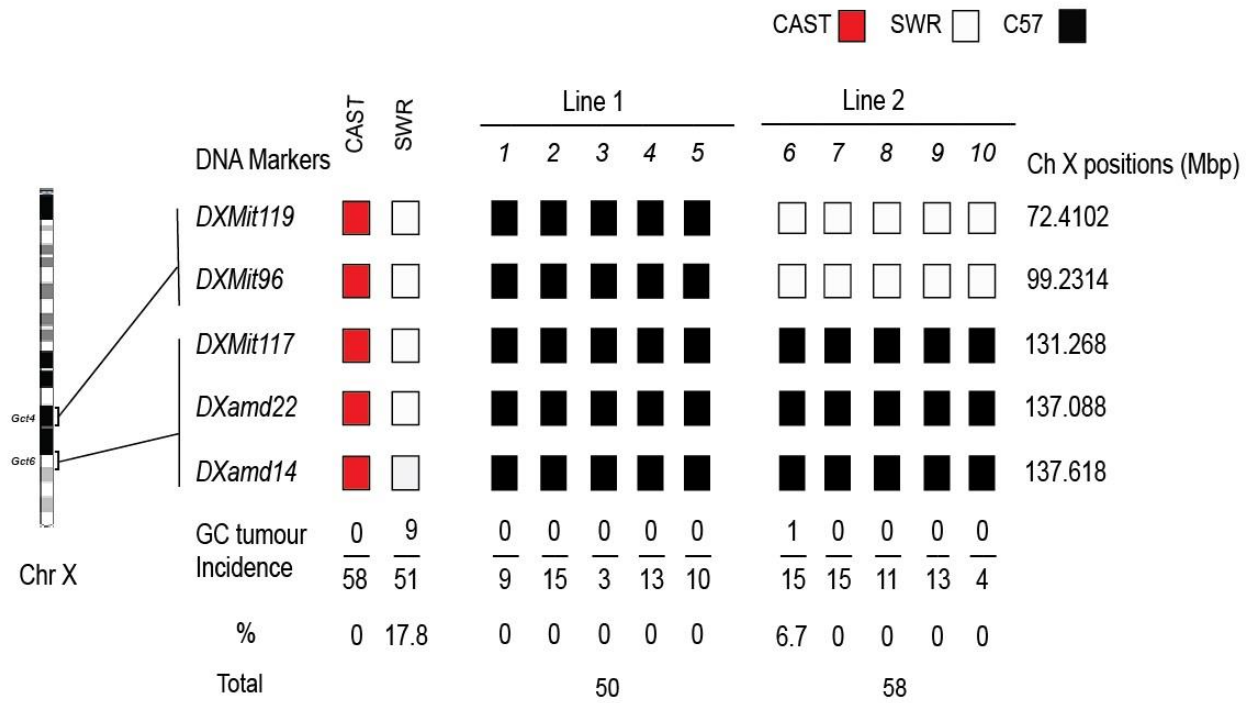 CAST SWR C57
CAST SWR Line 1 Line 2
DNA Markers 1 2 3 4 5 6 7 8 9 10 Ch X positions (Mbp)
DXMit119 72.4102
DXMit96 99.2314
DXMit117 131.268
Gct4 DXamd22 137.088
Gct6 DXamd14 137.618
GC tumour 0 9 0 0 0 0 0 1 0 0 0 0
Incidence 58 51 9 15 3 13 10 15 15 11 13 4
Chr X
% 0 17.8 0 0 0 0 0 6.7 0 0 0 0
Total 50 58